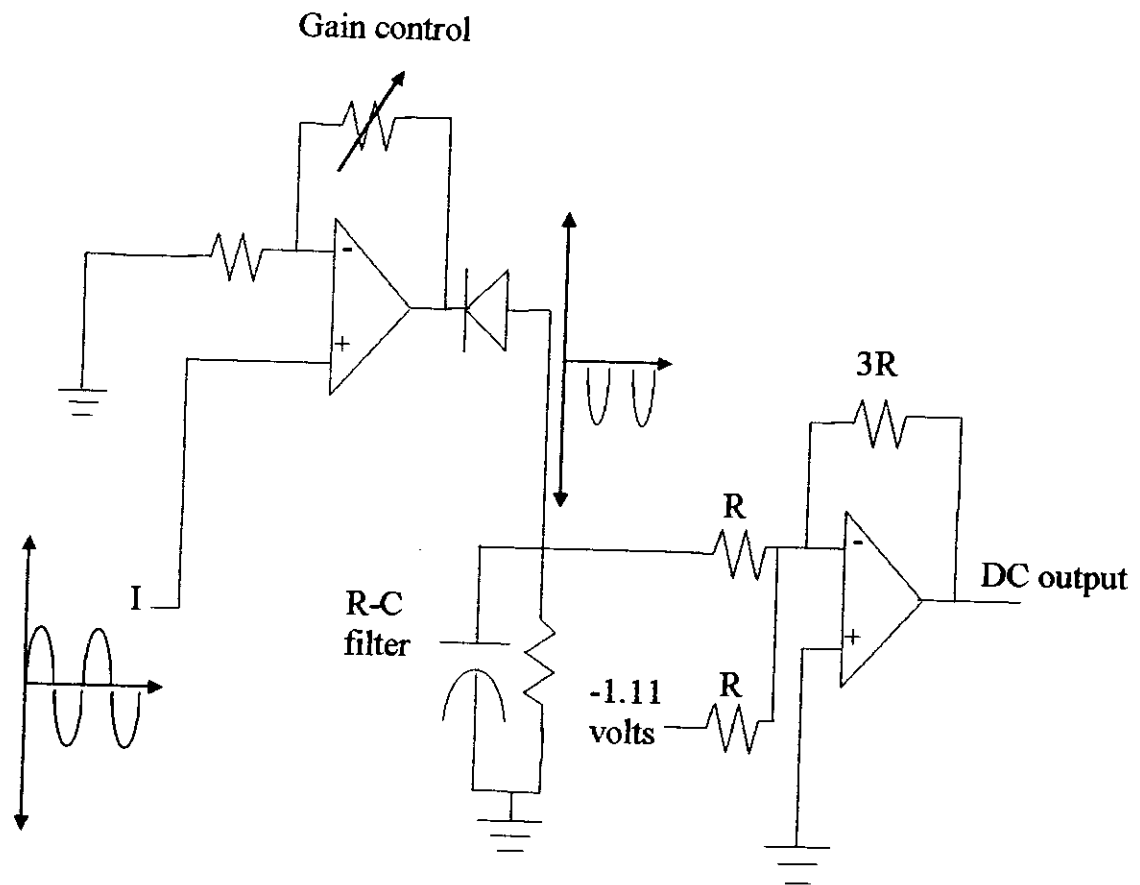 Gain control
-
+
3R
R
-
DC output
I
R-C
filter
+
-1.11
volts
R